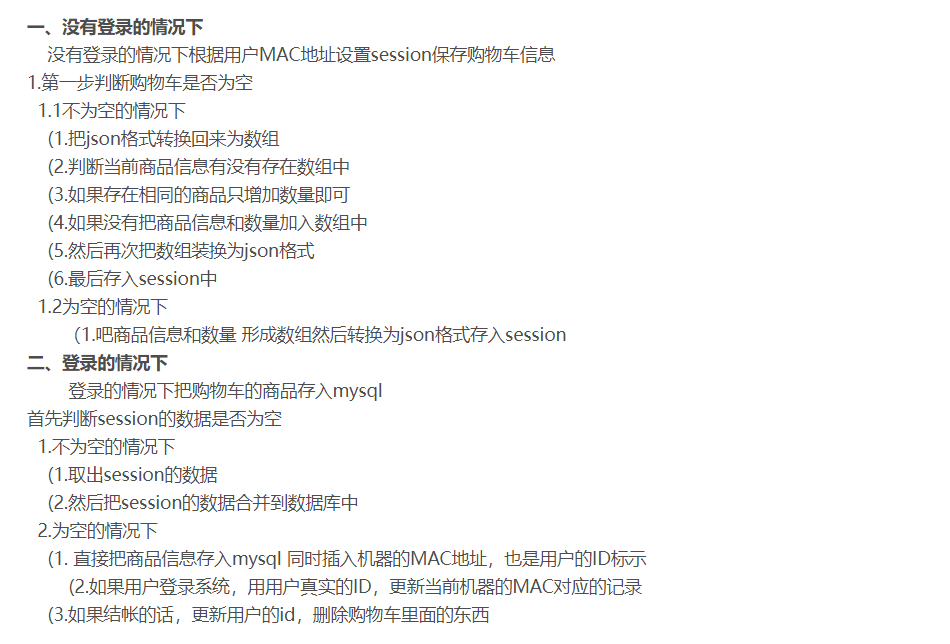 一、没有登录的情况下
没有登录的情况下根据用户MAC地址设置session保存购物车信息
1.第一步判断购物车是否为空
1.1不为空的情况下
(1.把json格式转换回来为数组
(2.判断当前商品信息有没有存在数组中
(3.如果存在相同的商品只增加数量即可
(4.如果没有把商品信息和数量加入数组中
(5.然后再次把数组装换为json格式
(6.最后存入session中
1.2为空的情况下
(1.吧商品信息和数量 形成数组然后转换为json格式存入session
二、登录的情况下
登录的情况下把购物车的商品存入mysql
首先判断session的数据是否为空
1.不为空的情况下
(1.取出session的数据
(2.然后把session的数据合并到数据库中
2.为空的情况下
(1. 直接把商品信息存入mysql 同时插入机器的MAC地址，也是用户的ID标示
(2.如果用户登录系统，用用户真实的ID，更新当前机器的MAC对应的记录
(3.如果结帐的话，更新用户的id，删除购物车里面的东西